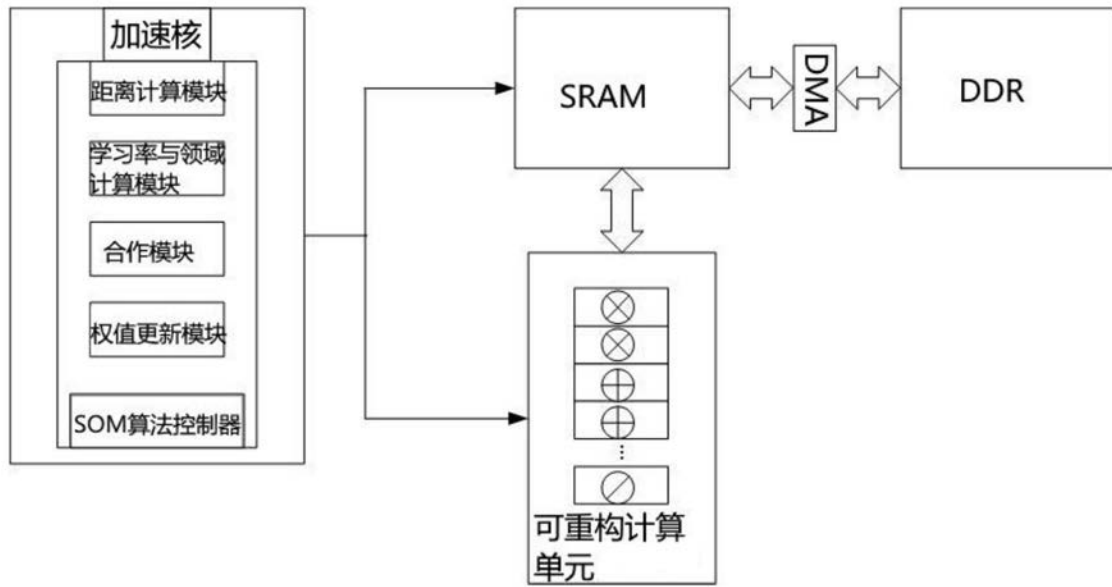 加速核
距离计算模块
学习率与领域
计算模块
合作模块
权值更新模块
SOM算法控制器
SRAM
DMA
DDR
可重构计算
单元